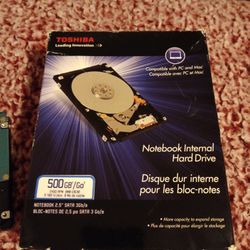 TOSHIBA
Leading Innovation >>>
Compatible with PC and Mac
Compatible avec PC et Mac
Notebook Internal
Hard Drive
Disque dur interne
pour les bloc-notes
500 GB*/Go*
NOTEBOOK 2.5" SATA 3Gb/s
BLOC-NOTES DE 2,5 po SATA 3 Go/s
• More capacity to expand storage
• Plus de capacité pour élargir le stockage